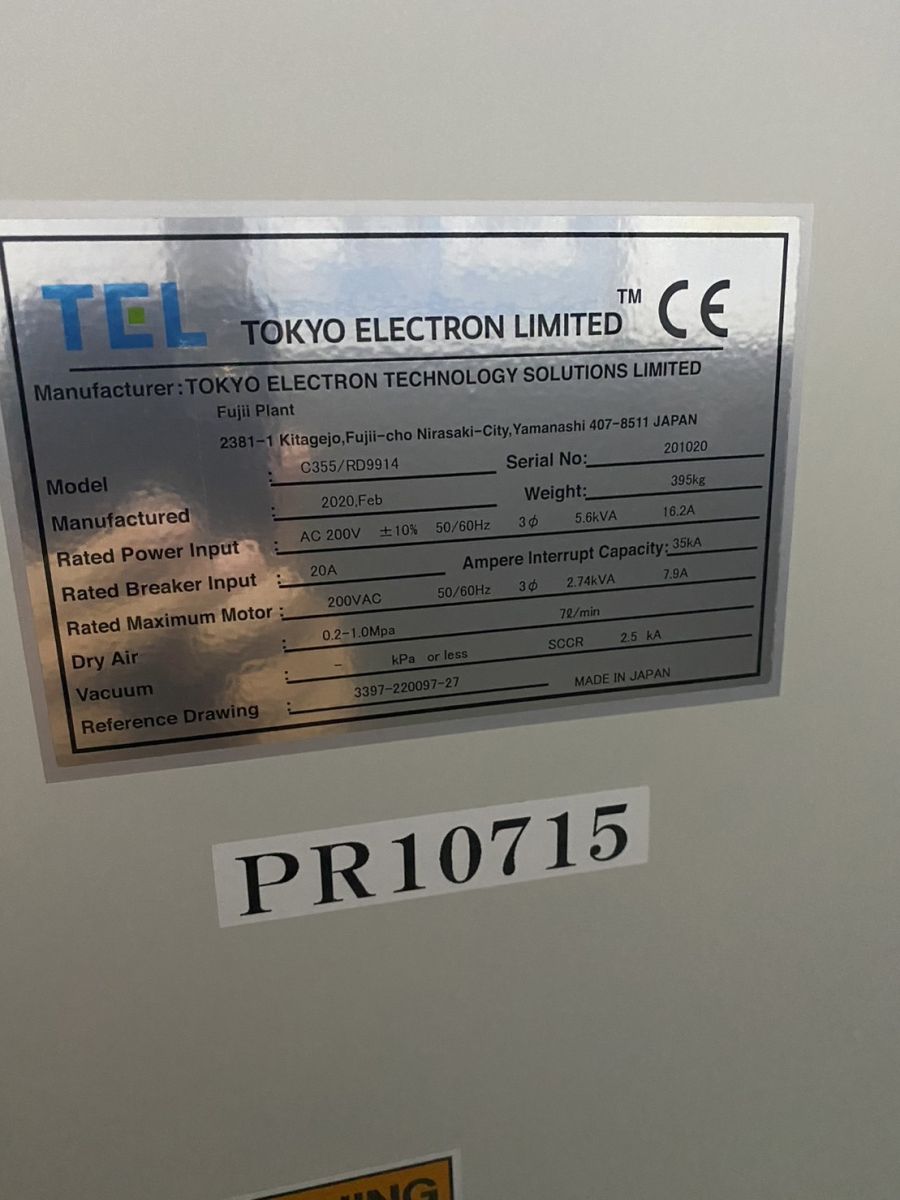 TEL TOKYO ELECTRON LIMITED™ CE
Manufacturer:TOKYO ELECTRON TECHNOLOGY SOLUTIONS LIMITED
Fujii Plant
2381-1 Kitagejo,Fujii-cho Nirasaki-City,Yamanashi 407-8511 JAPAN
Model : C355/RD9914 Serial No: 201020
Manufactured : 2020,Feb Weight: 395kg
Rated Power Input : AC 200V ±10% 50/60Hz 3φ 5.6kVA 16.2A
Rated Breaker Input : 20A Ampere Interrupt Capacity: 35kA
Rated Maximum Motor : 200VAC 50/60Hz 3φ 2.74kVA 7.9A
Dry Air : 0.2-1.0Mpa 7ℓ/min
Vacuum : - kPa or less SCCR 2.5 kA
Reference Drawing : 3397-220097-27 MADE IN JAPAN
PR10715